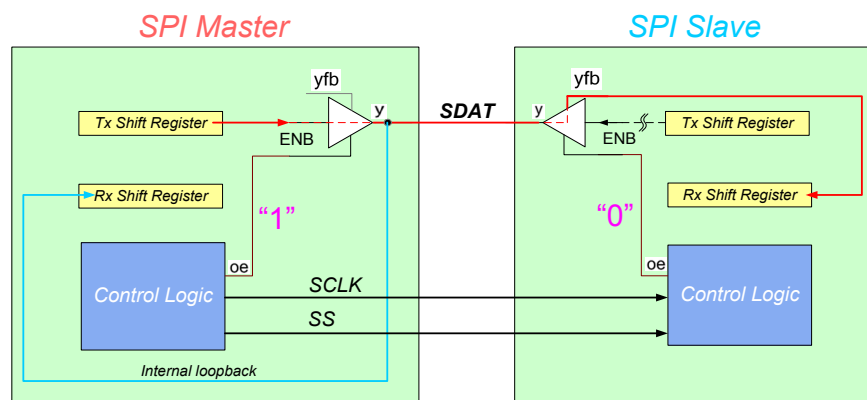 SPI Master
SPI Slave
yfb
yfb
y
SDAT
y
Tx Shift Register
ENB
ENB
Tx Shift Register
Rx Shift Register
Rx Shift Register
“1”
“0”
oe
oe
Control Logic
SCLK
Control Logic
SS
Internal loopback